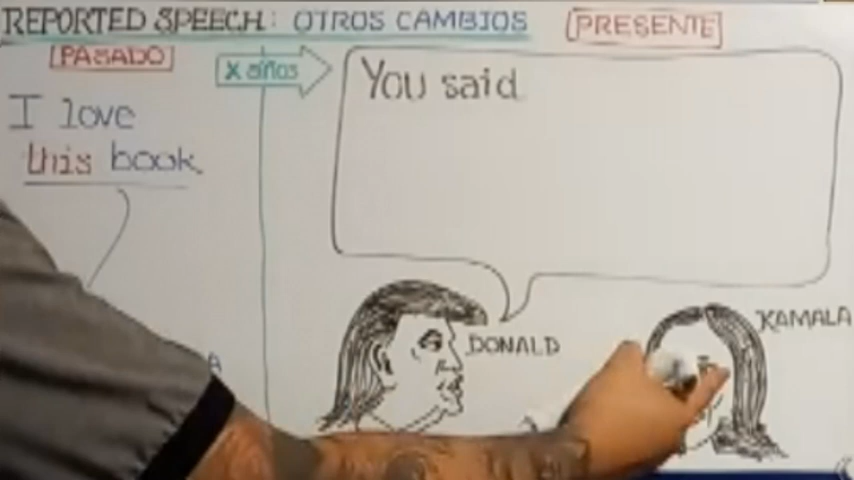 REPORTED SPEECH: OTROS CAMBIOS
PRESENTE
PASADO
X años
You said
I love
this book.
DONALD
KAMALA